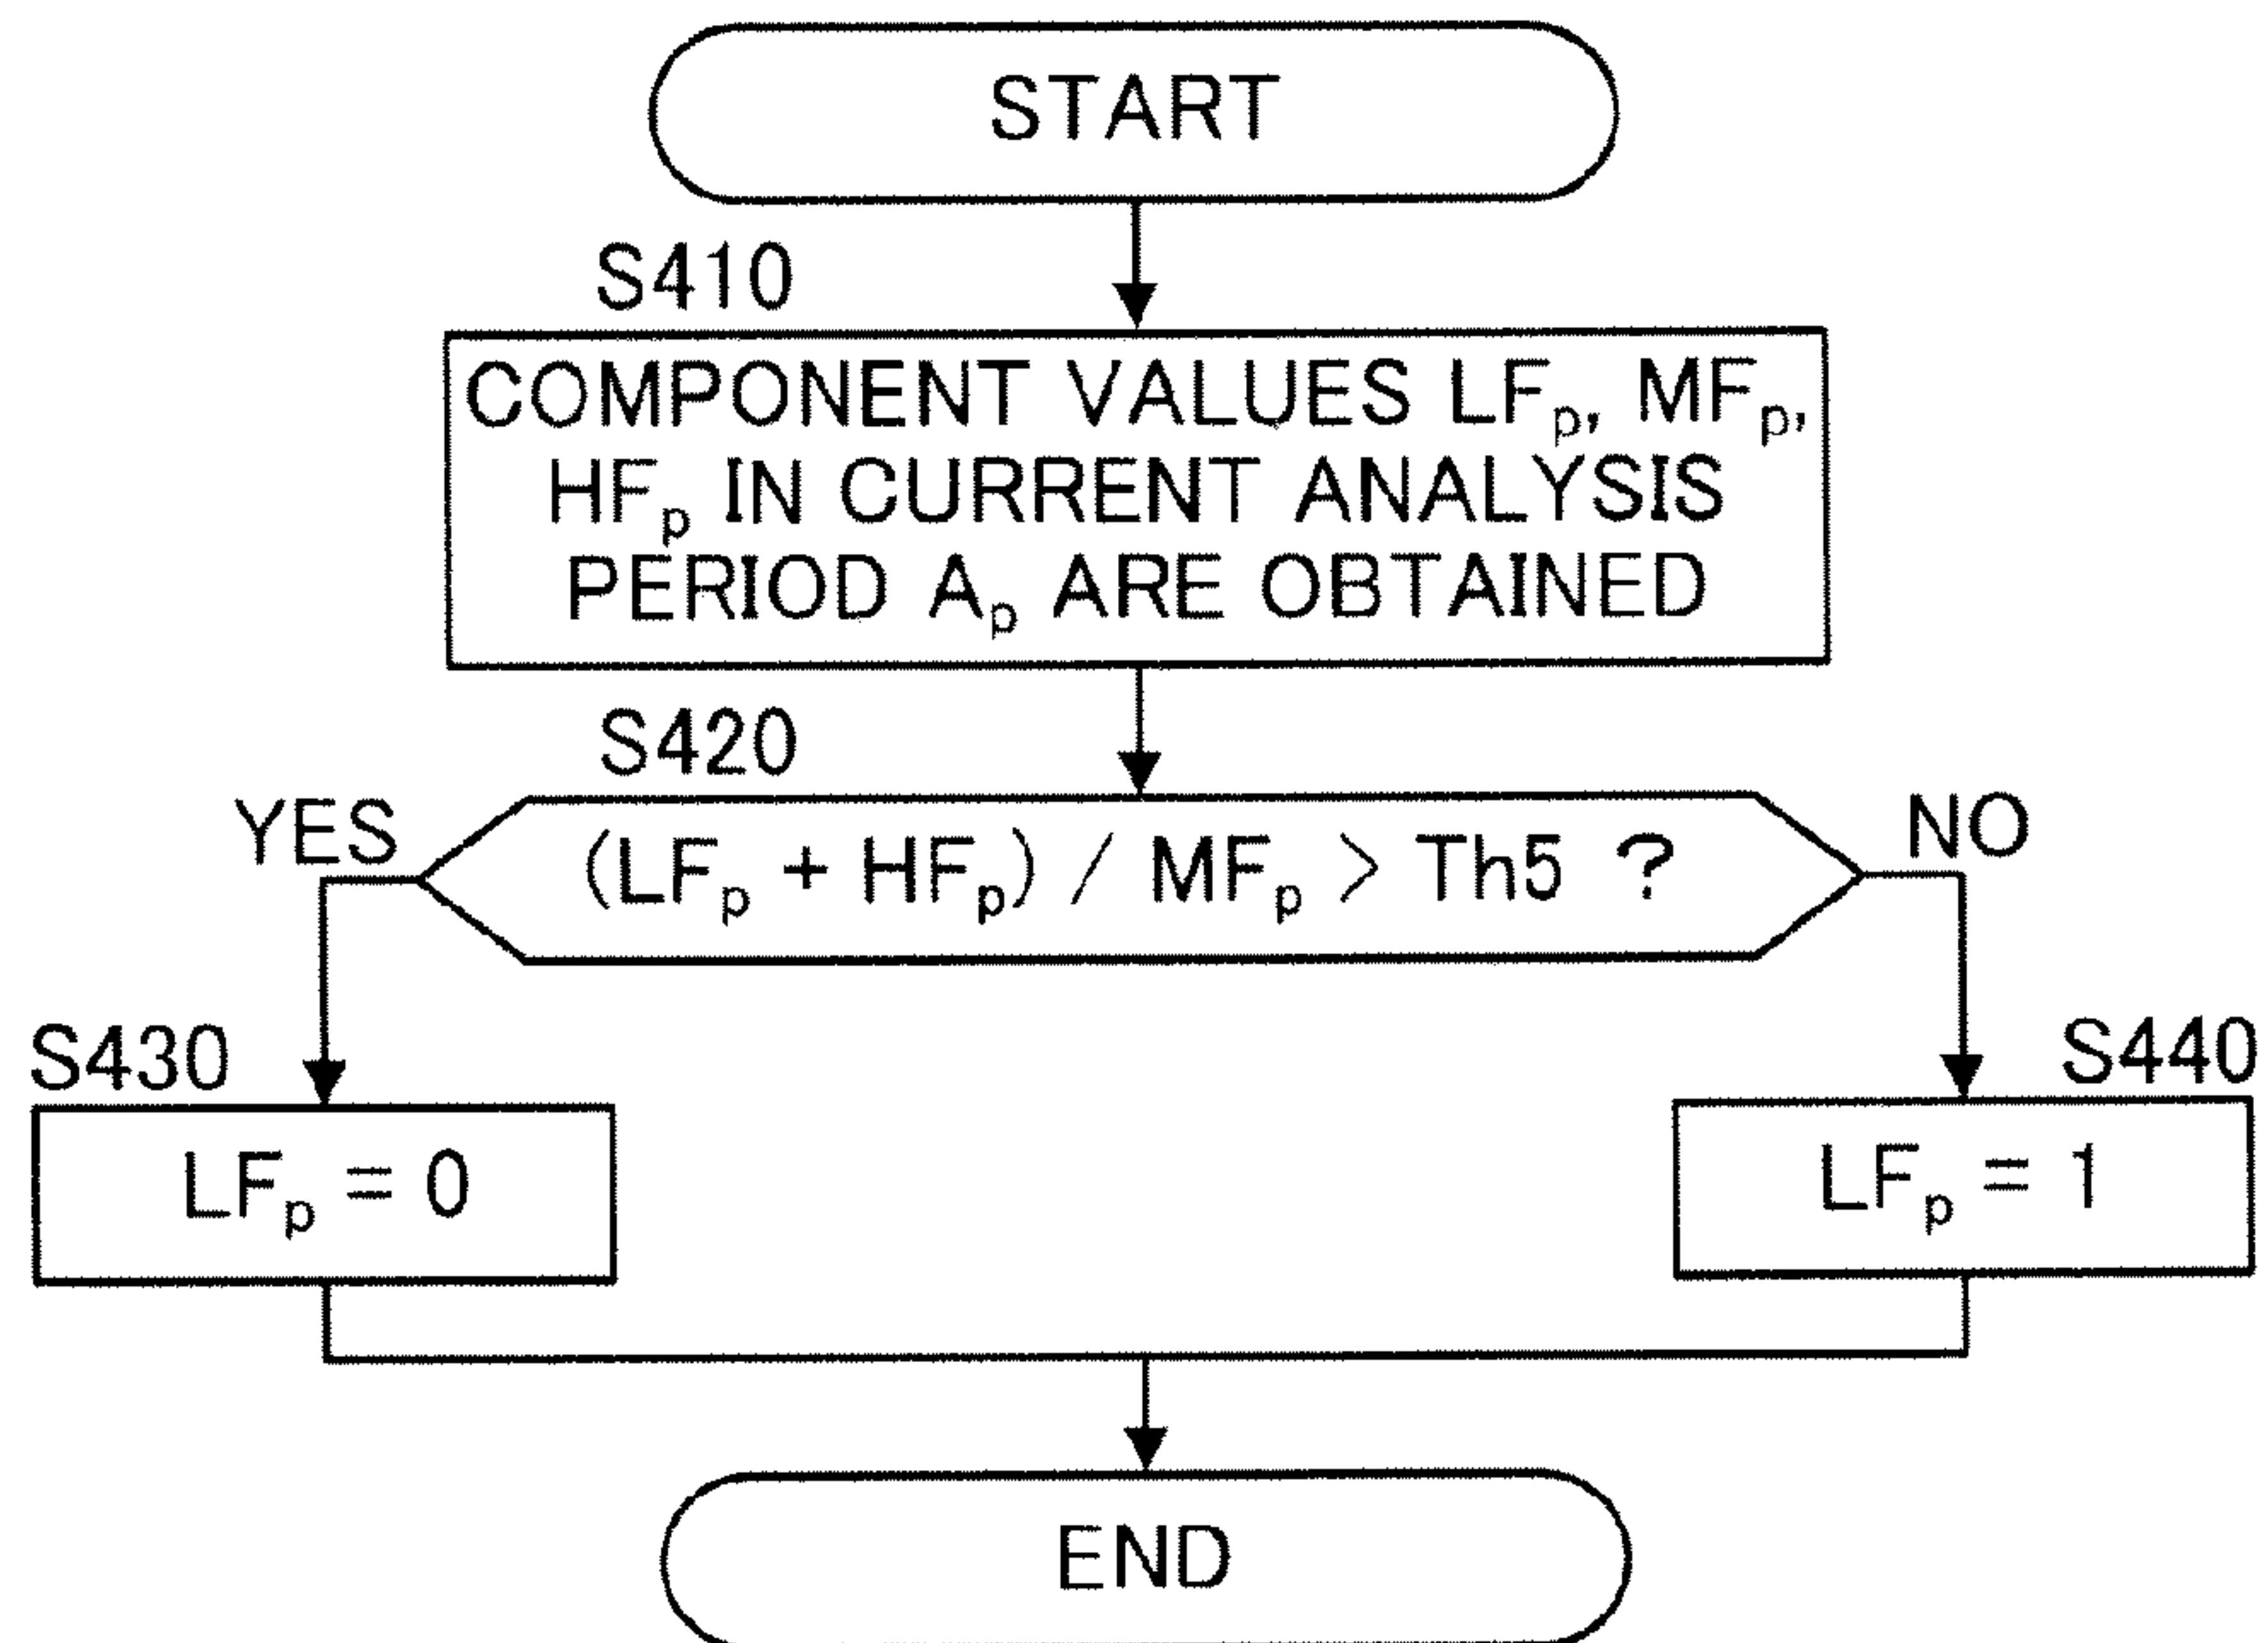 START
S410
COMPONENT VALUES LFₚ, MFₚ,
HFₚ IN CURRENT ANALYSIS
PERIOD Aₚ ARE OBTAINED
S420
YES
(LFₚ + HFₚ) / MFₚ > Th5 ?
NO
S430
S440
LFₚ = 0
LFₚ = 1
END